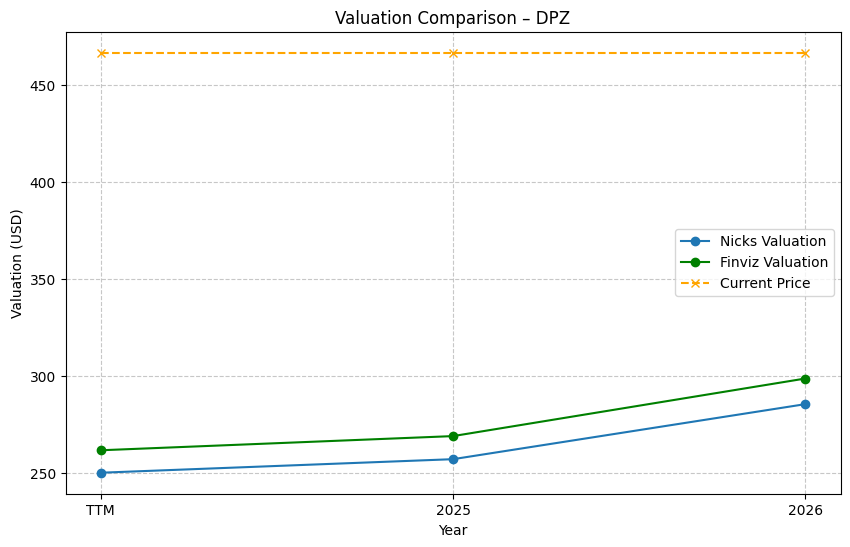 Valuation Comparison – DPZ
Valuation (USD)
450
400
350
300
250
Nicks Valuation
Finviz Valuation
Current Price
TTM
2025
2026
Year